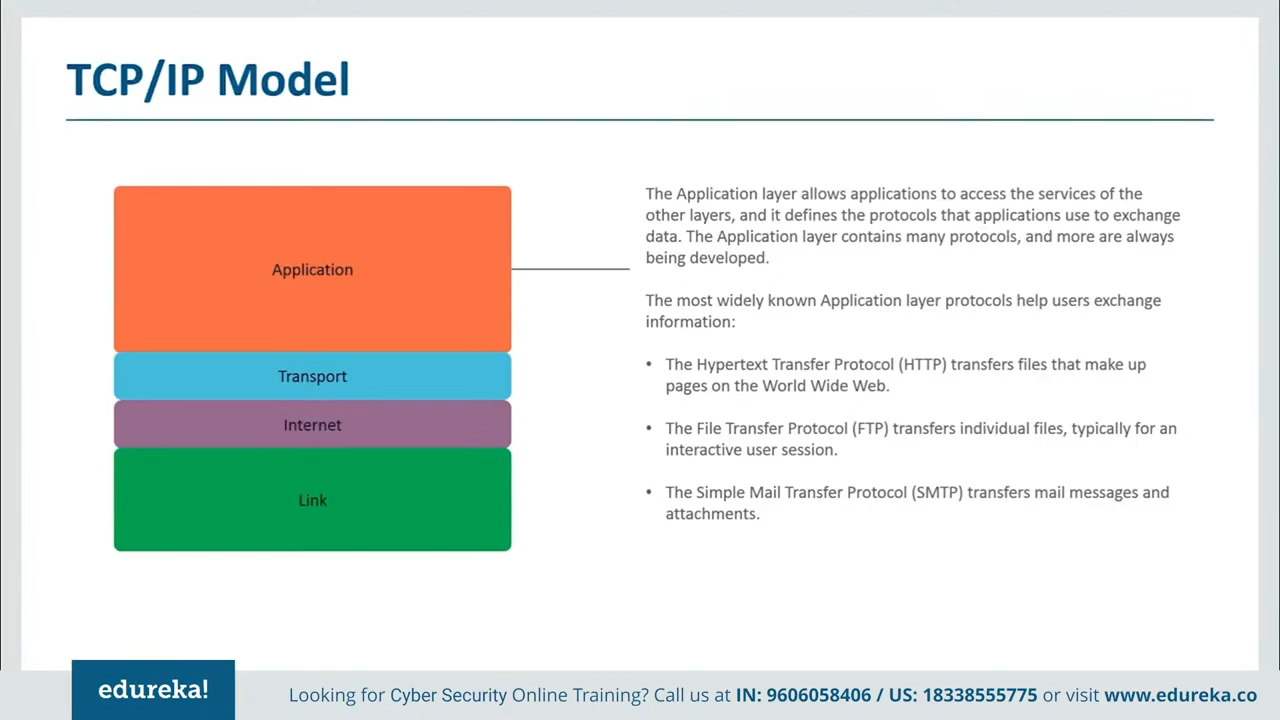 TCP/IP Model
Application
Transport
Internet
Link
The Application layer allows applications to access the services of the
other layers, and it defines the protocols that applications use to exchange
data. The Application layer contains many protocols, and more are always
being developed.
The most widely known Application layer protocols help users exchange
information:
• The Hypertext Transfer Protocol (HTTP) transfers files that make up
pages on the World Wide Web.
• The File Transfer Protocol (FTP) transfers individual files, typically for an
interactive user session.
• The Simple Mail Transfer Protocol (SMTP) transfers mail messages and
attachments.
edureka!
Looking for Cyber Security Online Training? Call us at IN: 9606058406 / US: 18338555775 or visit www.edureka.co